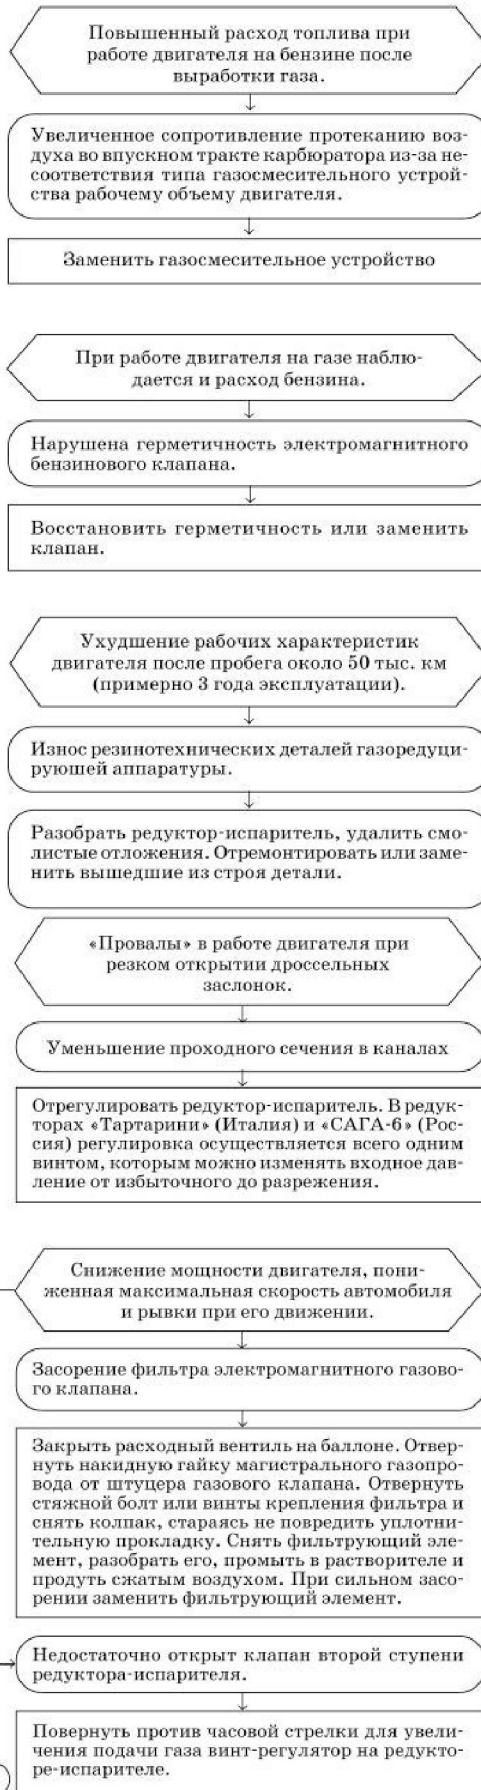 Повышенный расход топлива при
работе двигателя на бензине после
выработки газа.
Увеличенное сопротивление протеканию воз-
духа во впускном тракте карбюратора из-за не-
соответствия типа газосмесительного устрой-
ства рабочему объему двигателя.
Заменить газосмесительное устройство
При работе двигателя на газе наблю-
дается и расход бензина.
Нарушена герметичность электромагнитного
бензинового клапана.
Восстановить герметичность или заменить
клапан.
Ухудшение рабочих характеристик
двигателя после пробега около 50 тыс. км
(примерно 3 года эксплуатации).
Износ резинотехнических деталей газоредуци-
руюшей аппаратуры.
Разобрать редуктор-испаритель, удалить смо-
листые отложения. Отремонтировать или заме-
нить вышедшие из строя детали.
«Провалы» в работе двигателя при
резком открытии дроссельных
заслонок.
Уменьшение проходного сечения в каналах
Отрегулировать редуктор-испаритель. В редук-
торах «Тартарини» (Италия) и «САГА-6» (Рос-
сия) регулировка осуществляется всего одним
винтом, которым можно изменять входное дав-
ление от избыточного до разрежения.
Снижение мощности двигателя, пони-
женная максимальная скорость автомобиля
и рывки при его движении.
Засорение фильтра электромагнитного газово-
го клапана.
Закрыть расходный вентиль на баллоне. Отвер-
нуть накидную гайку магистрального газопро-
вода от штуцера газового клапана. Отвернуть
стяжной болт или винты крепления фильтра и
снять колпак, стараясь не повредить уплотни-
тельную прокладку. Снять фильтрующий эле-
мент, разобрать его, промыть в растворителе и
продуть сжатым воздухом. При сильном засо-
рении заменить фильтрующий элемент.
Недостаточно открыт клапан второй ступени
редуктора-испарителя.
Повернуть против часовой стрелки для увели-
чения подачи газа винт-регулятор на редукто-
ре-испарителе.